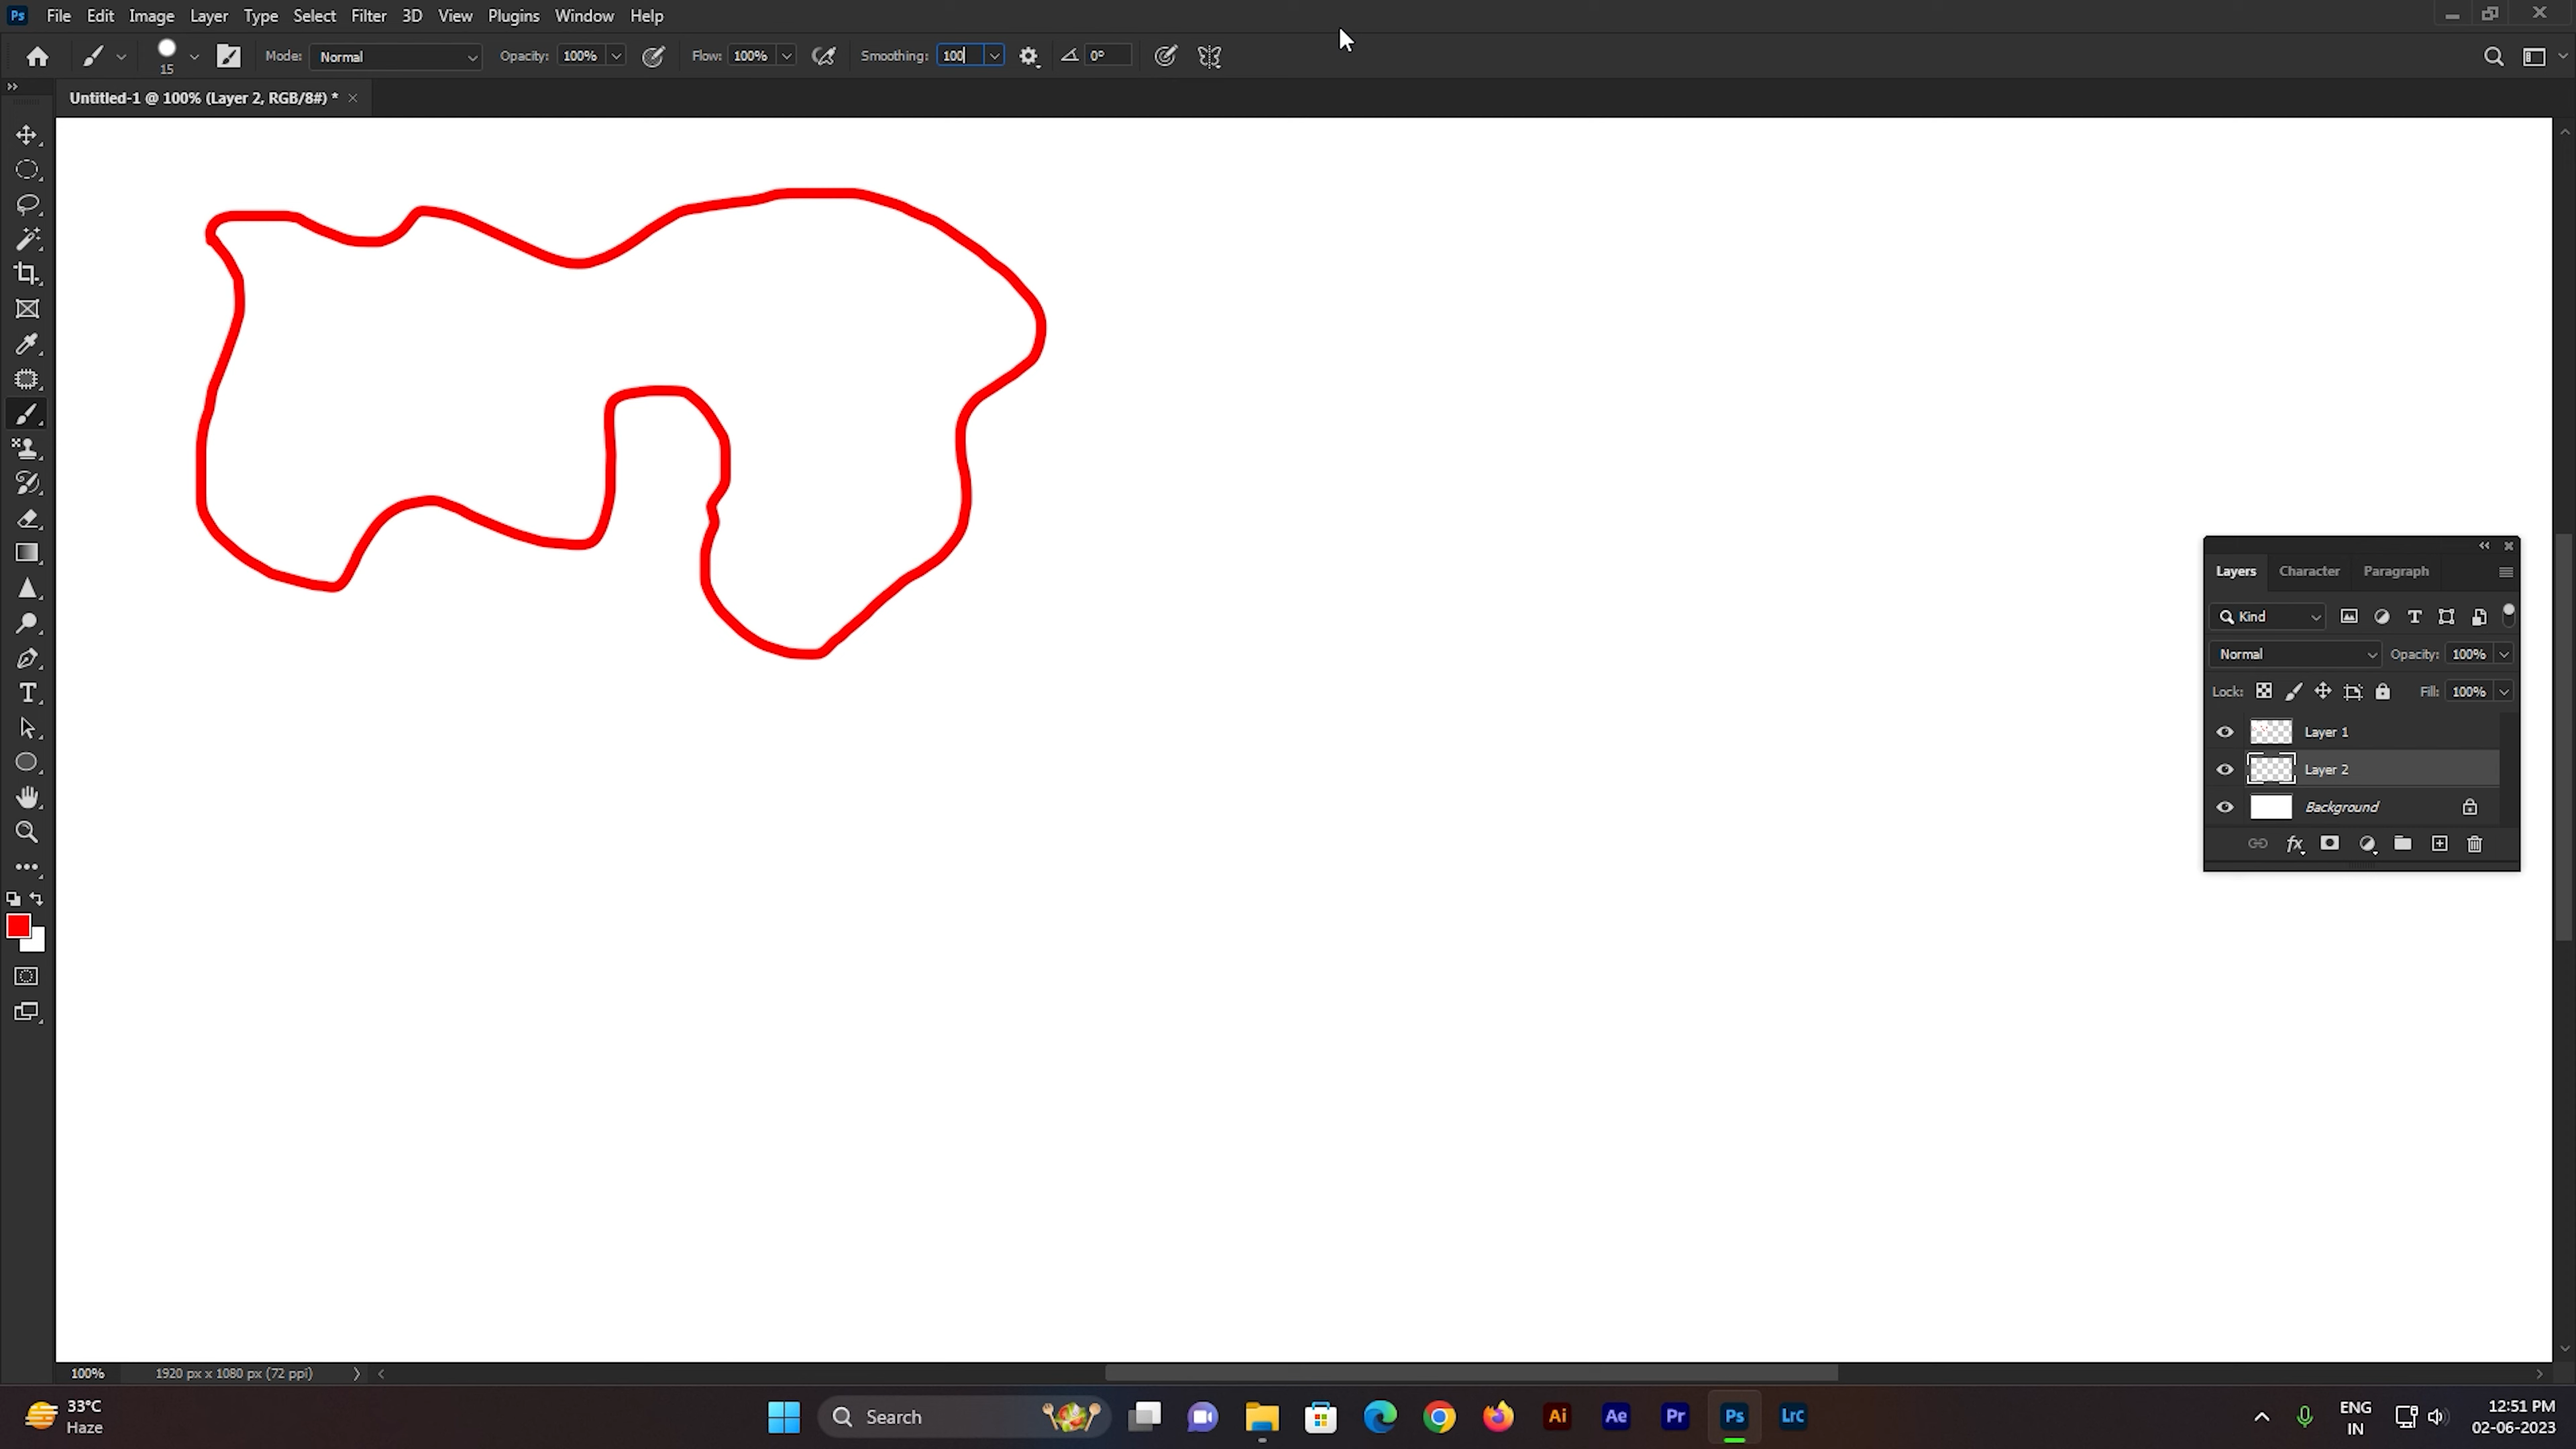 Ps File Edit Image Layer Type Select Filter 3D View Plugins Window Help
15 Mode: Normal Opacity: 100% Flow: 100% Smoothing: 100 0°
Untitled-1 @ 100% (Layer 2, RGB/8#) *
Layers Character Paragraph
Kind
Normal Opacity: 100%
Lock: Fill: 100%
Layer 1
Layer 2
Background
fx
100% 1920 px x 1080 px (72 ppi)
33°C
Haze
Search
Ai Ae Pr Ps LrC
ENG
IN
12:51 PM
02-06-2023